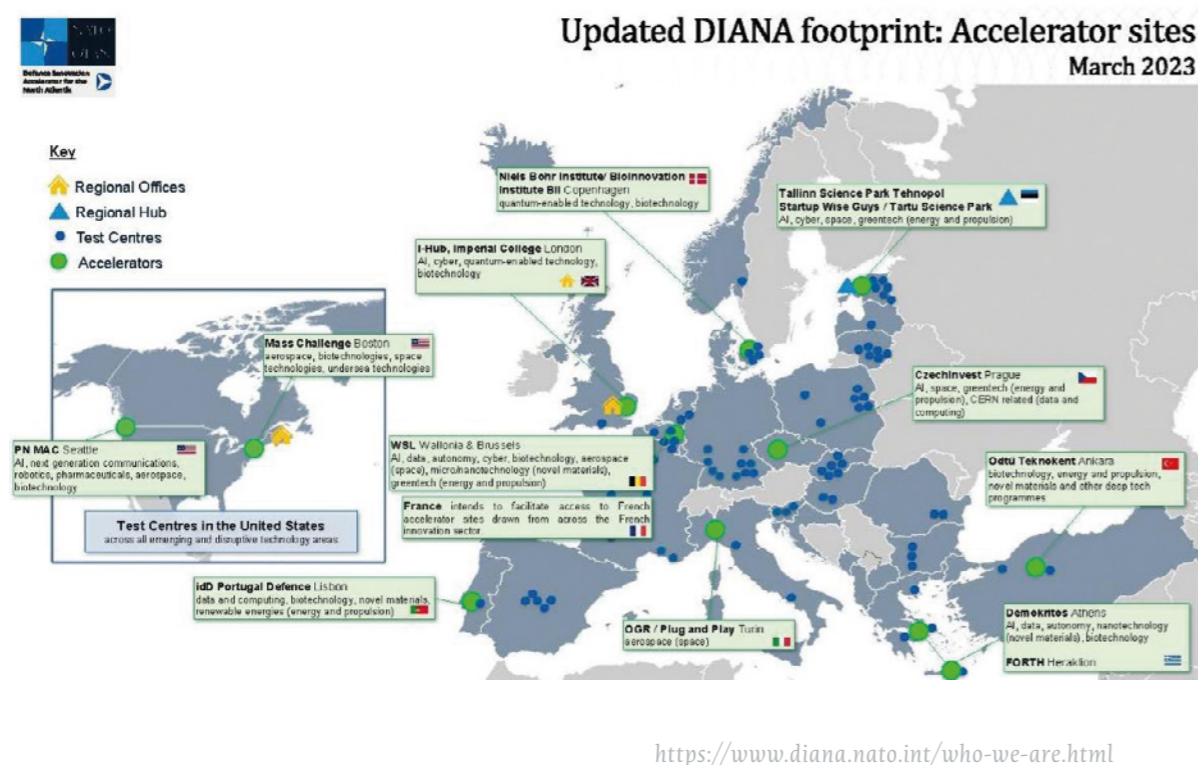 NATO
OTAN
Defence Innovation
Accelerator for the
North Atlantic
Updated DIANA footprint: Accelerator sites
March 2023
Key
Regional Offices
Regional Hub
Test Centres
Accelerators
Niels Bohr Institute/ BioInnovation
Institute BII Copenhagen
quantum-enabled technology, biotechnology
Tallinn Science Park Tehnopol
Startup Wise Guys / Tartu Science Park
AI, cyber, space, greentech (energy and propulsion)
I-Hub, Imperial College London
AI, cyber, quantum-enabled technology,
biotechnology
Mass Challenge Boston
aerospace, biotechnologies, space
technologies, undersea technologies
CzechInvest Prague
AI, space, greentech (energy and
propulsion), CERN related (data and
computing)
PN MAC Seattle
AI, next generation communications,
robotics, pharmaceuticals, aerospace,
biotechnology
WSL Wallonia & Brussels
AI, data, autonomy, cyber, biotechnology, aerospace
(space), micro/nanotechnology (novel materials),
greentech (energy and propulsion)
Odtü Teknokent Ankara
biotechnology, energy and propulsion,
novel materials and other deep tech
programmes
France intends to facilitate access to French
accelerator sites drawn from across the French
innovation sector.
Test Centres in the United States
across all emerging and disruptive technology areas
idD Portugal Defence Lisbon
data and computing, biotechnology, novel materials,
renewable energies (energy and propulsion)
OGR / Plug and Play Turin
aerospace (space)
Demokritos Athens
AI, data, autonomy, nanotechnology
(novel materials), biotechnology
FORTH Heraklion
https://www.diana.nato.int/who-we-are.html